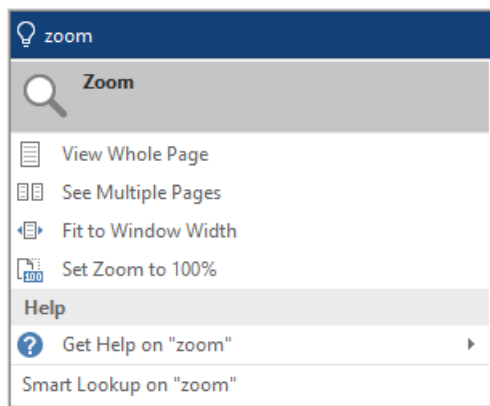 zoom
Zoom
View Whole Page
See Multiple Pages
Fit to Window Width
100
Set Zoom to 100%
Help
? Get Help on "zoom"
Smart Lookup on "zoom"